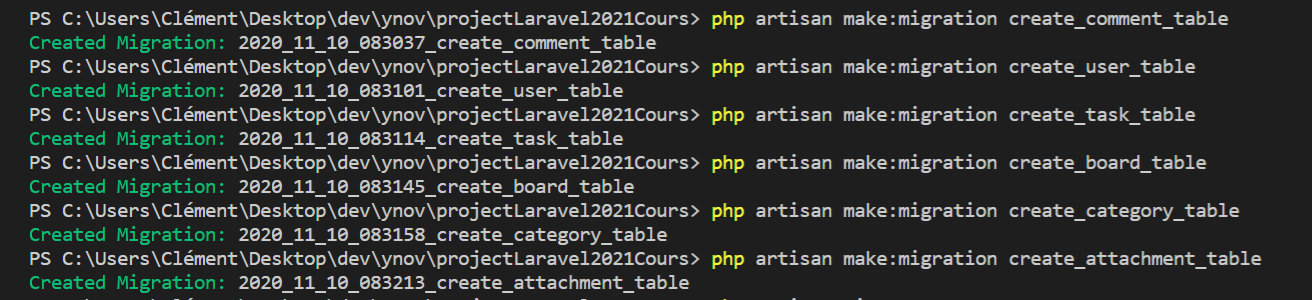 PS C:\Users\Clément\Desktop\dev\ynov\projectLaravel2021Cours> php artisan make:migration create_comment_table
Created Migration: 2020_11_10_083037_create_comment_table
PS C:\Users\Clément\Desktop\dev\ynov\projectLaravel2021Cours> php artisan make:migration create_user_table
Created Migration: 2020_11_10_083101_create_user_table
PS C:\Users\Clément\Desktop\dev\ynov\projectLaravel2021Cours> php artisan make:migration create_task_table
Created Migration: 2020_11_10_083114_create_task_table
PS C:\Users\Clément\Desktop\dev\ynov\projectLaravel2021Cours> php artisan make:migration create_board_table
Created Migration: 2020_11_10_083145_create_board_table
PS C:\Users\Clément\Desktop\dev\ynov\projectLaravel2021Cours> php artisan make:migration create_category_table
Created Migration: 2020_11_10_083158_create_category_table
PS C:\Users\Clément\Desktop\dev\ynov\projectLaravel2021Cours> php artisan make:migration create_attachment_table
Created Migration: 2020_11_10_083213_create_attachment_table